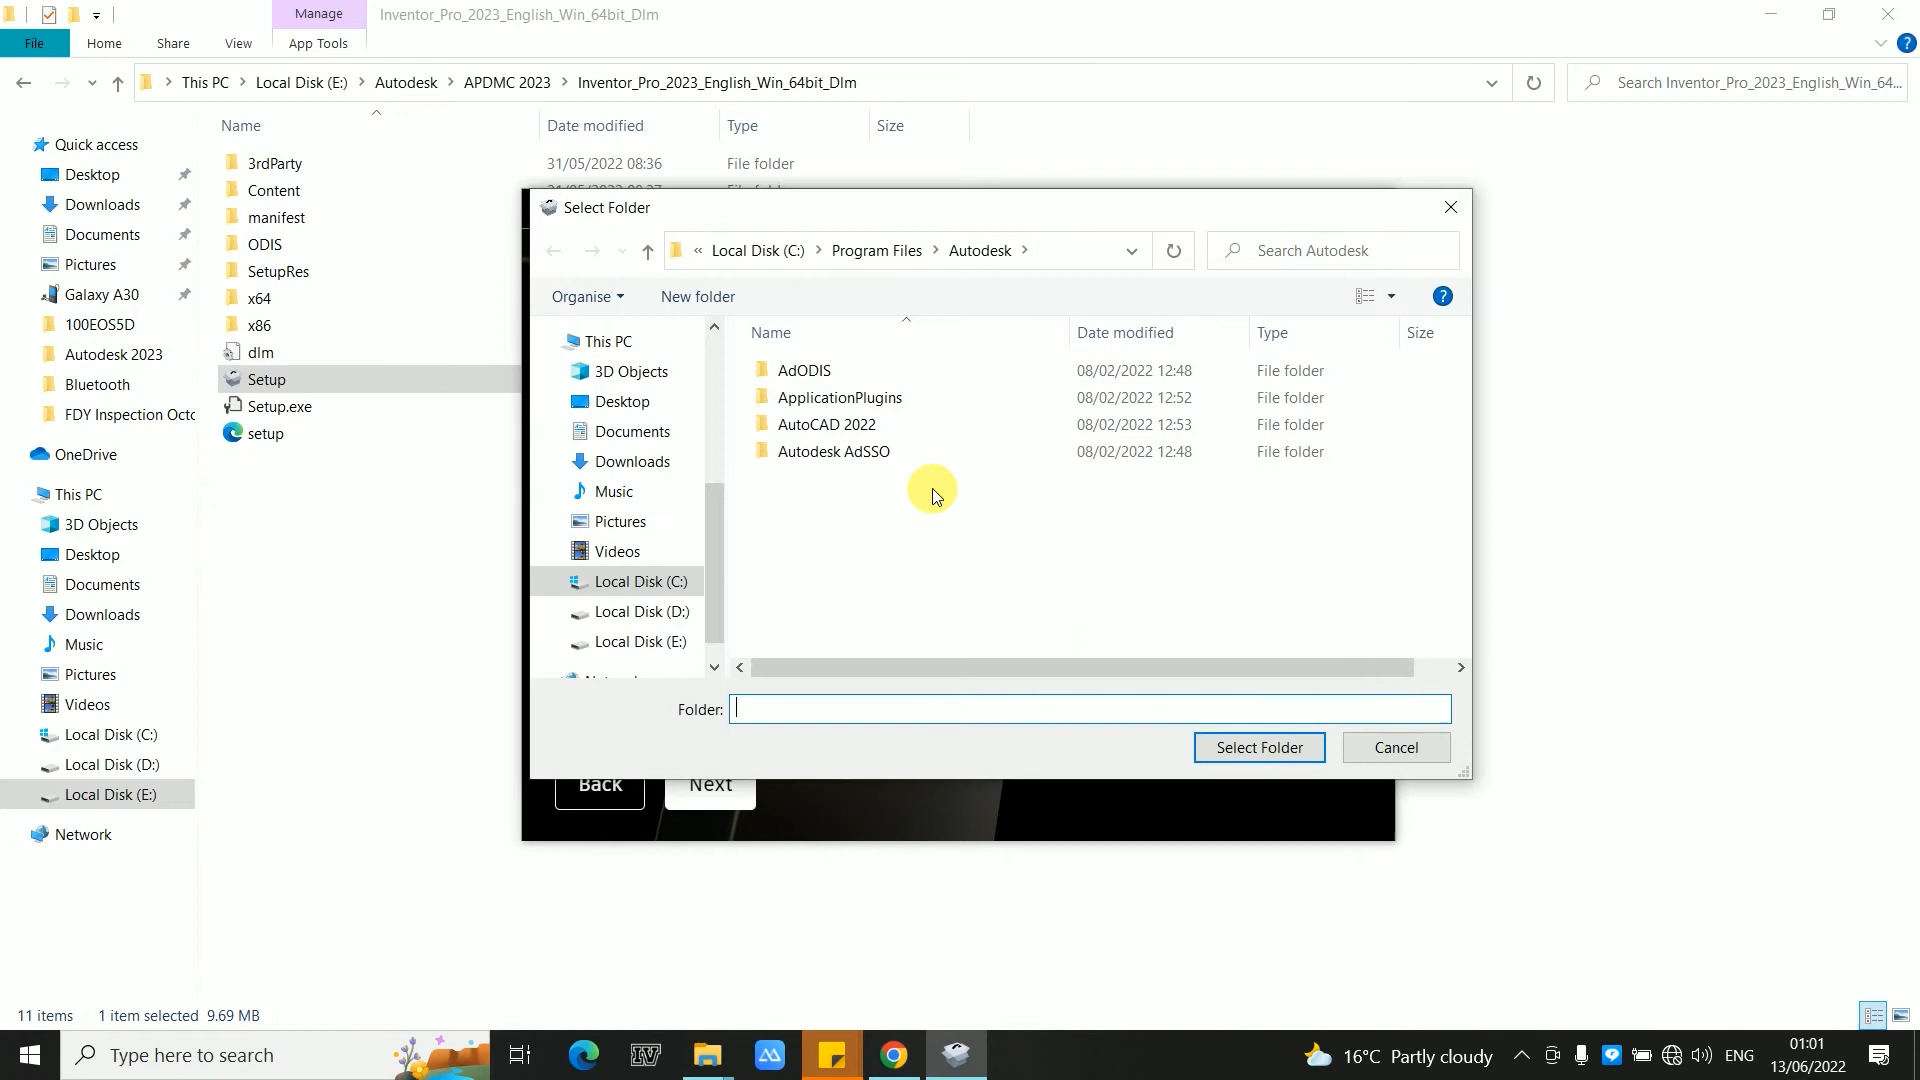 Manage
Inventor_Pro_2023_English_Win_64bit_Dlm
File
Home
Share
View
App Tools
This PC
Local Disk (E:)
Autodesk
APDMC 2023
Inventor_Pro_2023_English_Win_64bit_Dlm
Search Inventor_Pro_2023_English_Win_64...
Name
Date modified
Type
Size
Quick access
Desktop
Downloads
Documents
Pictures
Galaxy A30
100EOS5D
Autodesk 2023
Bluetooth
FDY Inspection Octo
OneDrive
This PC
3D Objects
Desktop
Documents
Downloads
Music
Pictures
Videos
Local Disk (C:)
Local Disk (D:)
Local Disk (E:)
Network
3rdParty 31/05/2022 08:36 File folder
Content
manifest
ODIS
SetupRes
x64
x86
dlm
Setup
Setup.exe
setup
Select Folder
« Local Disk (C:)
Program Files
Autodesk
Search Autodesk
Organise
New folder
This PC
3D Objects
Desktop
Documents
Downloads
Music
Pictures
Videos
Local Disk (C:)
Local Disk (D:)
Local Disk (E:)
Name
Date modified
Type
Size
AdODIS 08/02/2022 12:48 File folder
ApplicationPlugins 08/02/2022 12:52 File folder
AutoCAD 2022 08/02/2022 12:53 File folder
Autodesk AdSSO 08/02/2022 12:48 File folder
Folder:
Select Folder
Cancel
Back
Next
11 items
1 item selected 9.69 MB
Type here to search
16°C Partly cloudy
ENG
01:01
13/06/2022